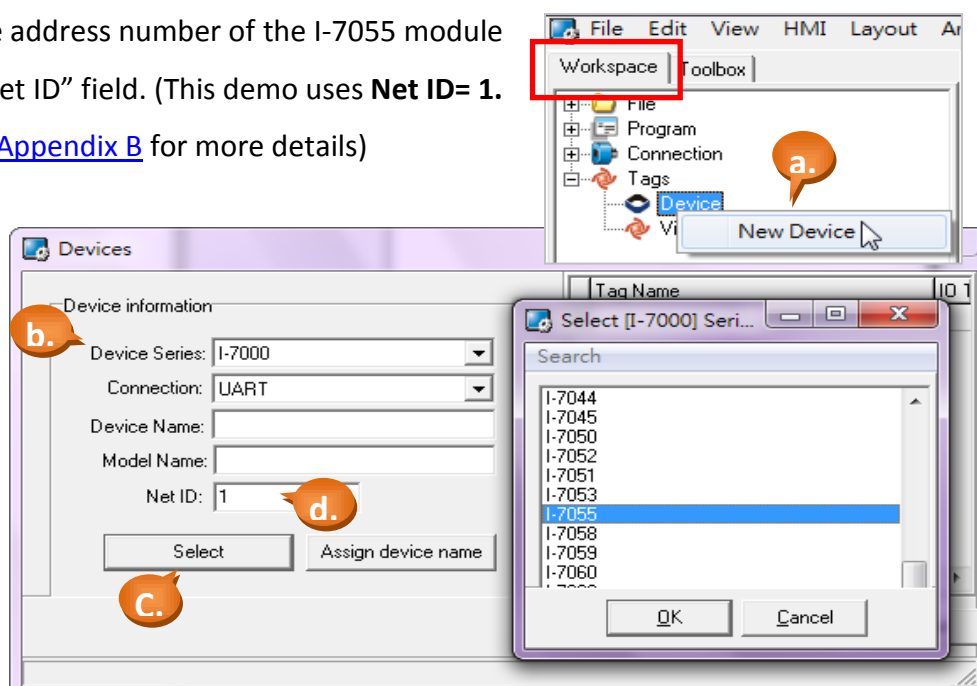 address number of the I-7055 module
et ID” field. (This demo uses Net ID= 1.
Appendix B for more details)
File Edit View HMI Layout
Workspace Toolbox
File
Program
Connection
Tags
Device
New Device
a.
Devices
Device information
b.
Device Series: I-7000
Connection: UART
Device Name:
Model Name:
Net ID: 1
d.
Select
Assign device name
C.
Tag Name
Select [I-7000] Seri...
Search
I-7044
I-7045
I-7050
I-7052
I-7051
I-7053
I-7055
I-7058
I-7059
I-7060
OK
Cancel